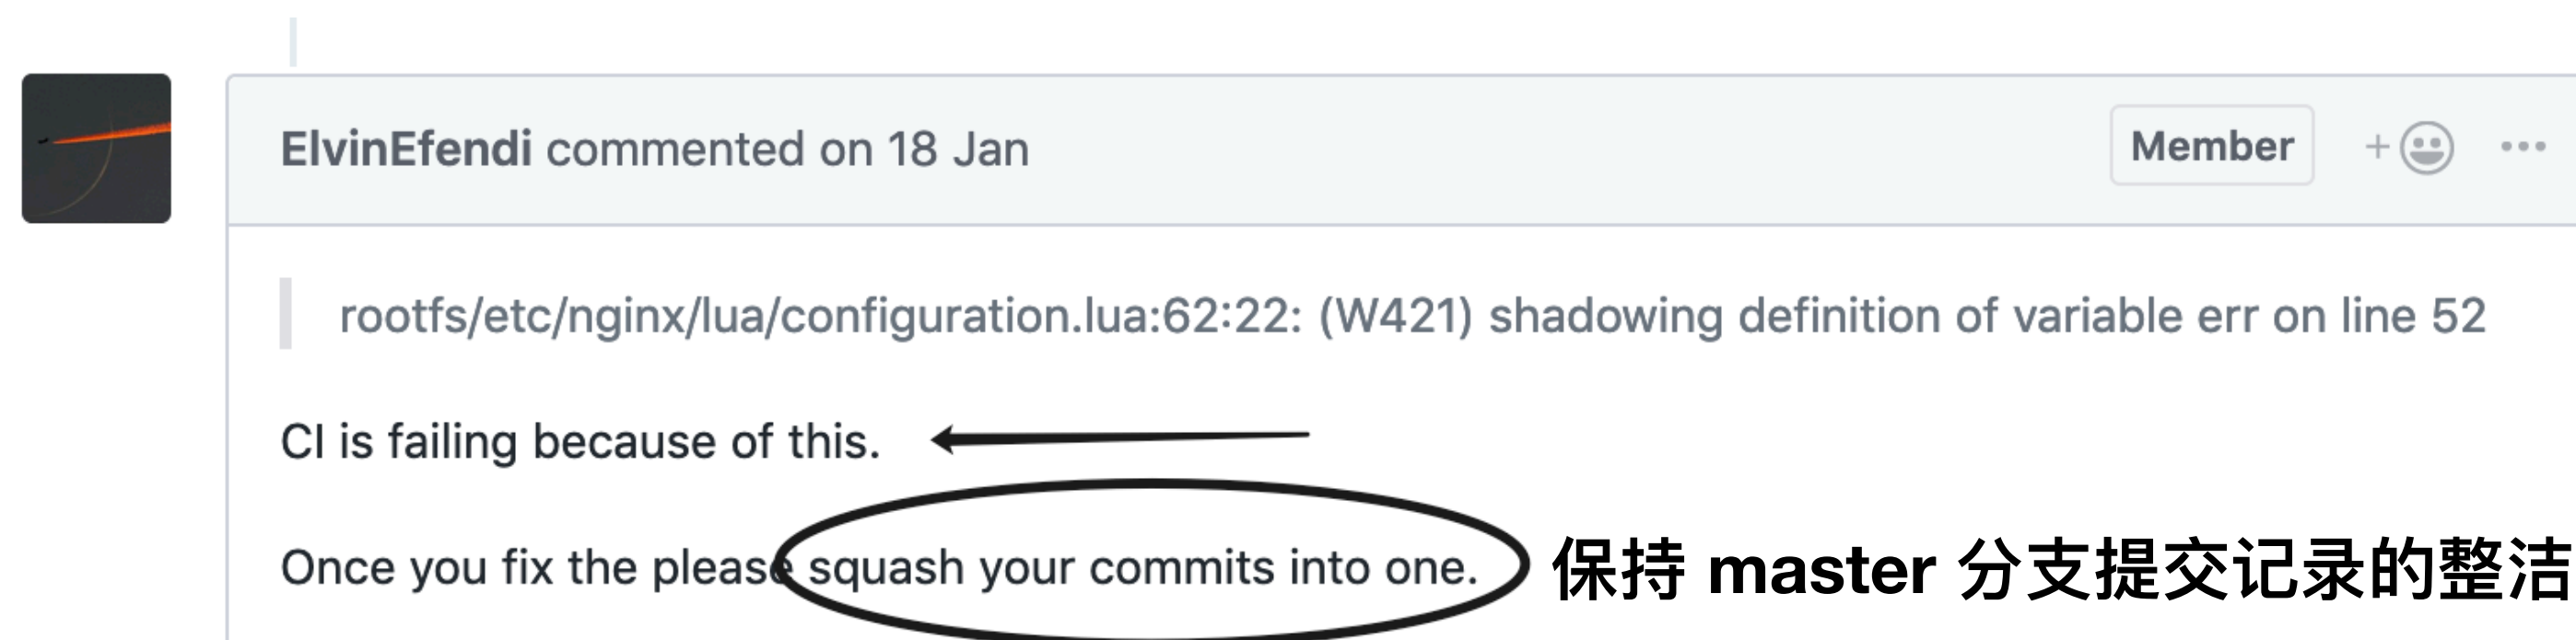 ElvinEfendi commented on 18 Jan Member
rootfs/etc/nginx/lua/configuration.lua:62:22: (W421) shadowing definition of variable err on line 52
CI is failing because of this.
Once you fix the please squash your commits into one. 保持 master 分支提交记录的整洁